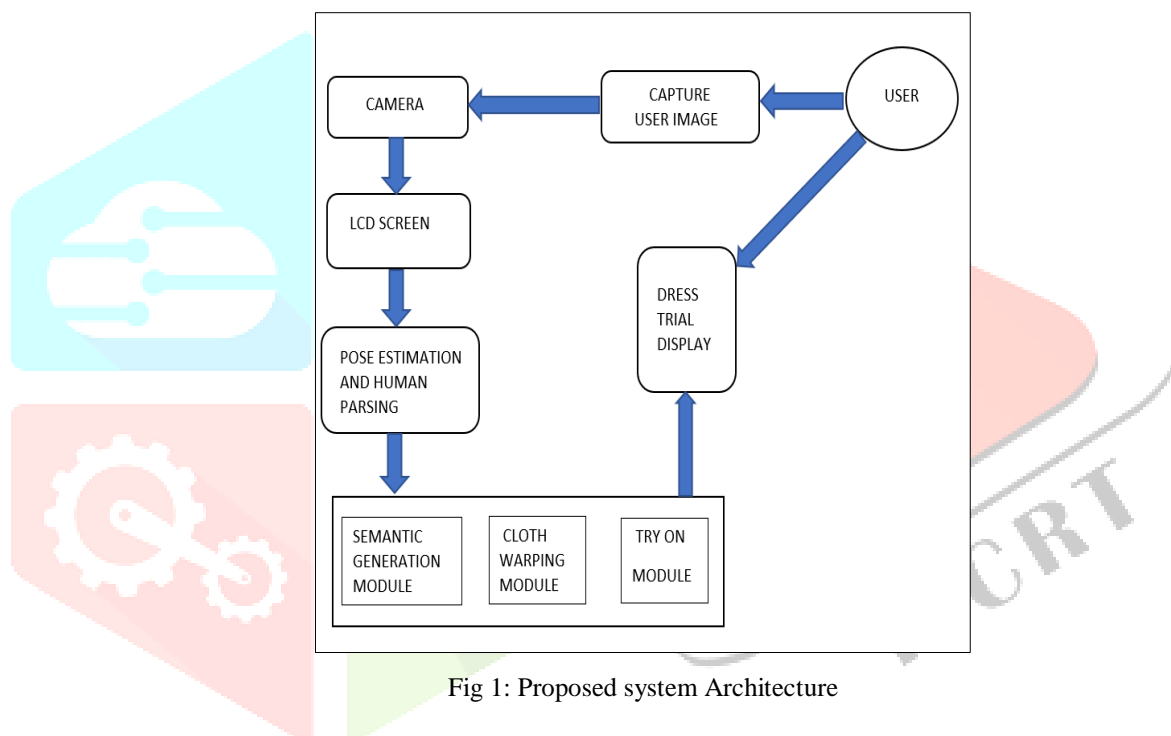 CAMERA
CAPTURE
USER IMAGE
USER
LCD SCREEN
DRESS
TRIAL
DISPLAY
POSE ESTIMATION
AND HUMAN
PARSING
SEMANTIC
GENERATION
MODULE
CLOTH
WARPING
MODULE
TRY ON
MODULE
Fig 1: Proposed system Architecture